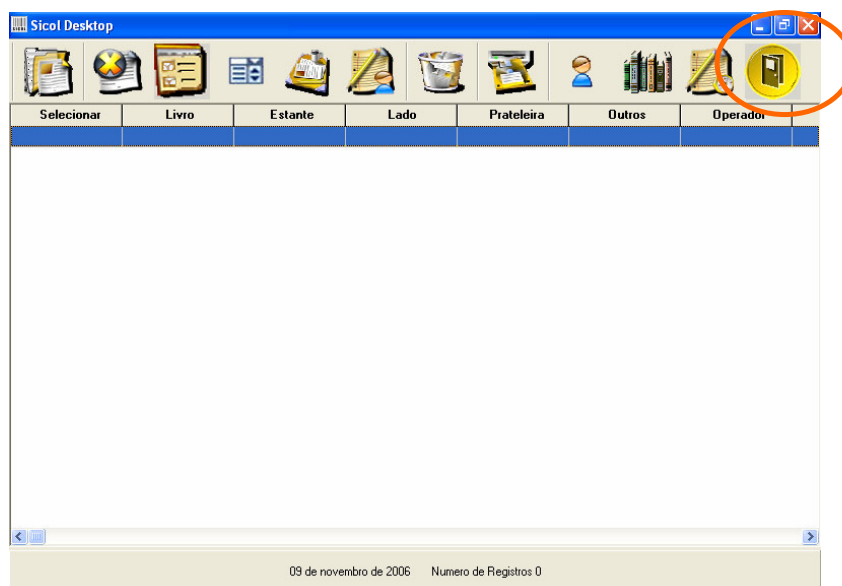 Sicol Desktop
Selecionar Livro Estante Lado Prateleira Outros Operador
09 de novembro de 2006 Numero de Registros 0